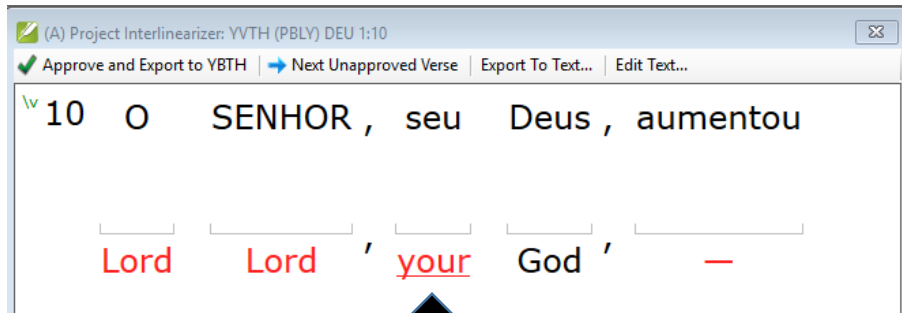 (A) Project Interlinearizer: YVTH (PBLY) DEU 1:10
Approve and Export to YBTH | Next Unapproved Verse | Export To Text... | Edit Text...
\v 10 O SENHOR , seu Deus , aumentou
Lord Lord , your God , —